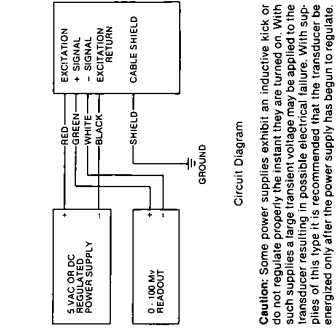 5 VAC OR DC
REGULATED
POWER SUPPLY
+
−
0 - 100 Mv
READOUT
+
−
RED
GREEN
WHITE
BLACK
SHIELD
GROUND
EXCITATION
+ SIGNAL
− SIGNAL
EXCITATION
RETURN
CABLE SHIELD
Circuit Diagram
Caution: Some power supplies exhibit an inductive kick or
do not regulate properly the instant they are turned on. With
such supplies a large transient voltage may be applied to the
transducer resulting in possible electrical failure. With sup-
plies of this type it is recommended that the transducer be
energized only after the power supply has begun to regulate.